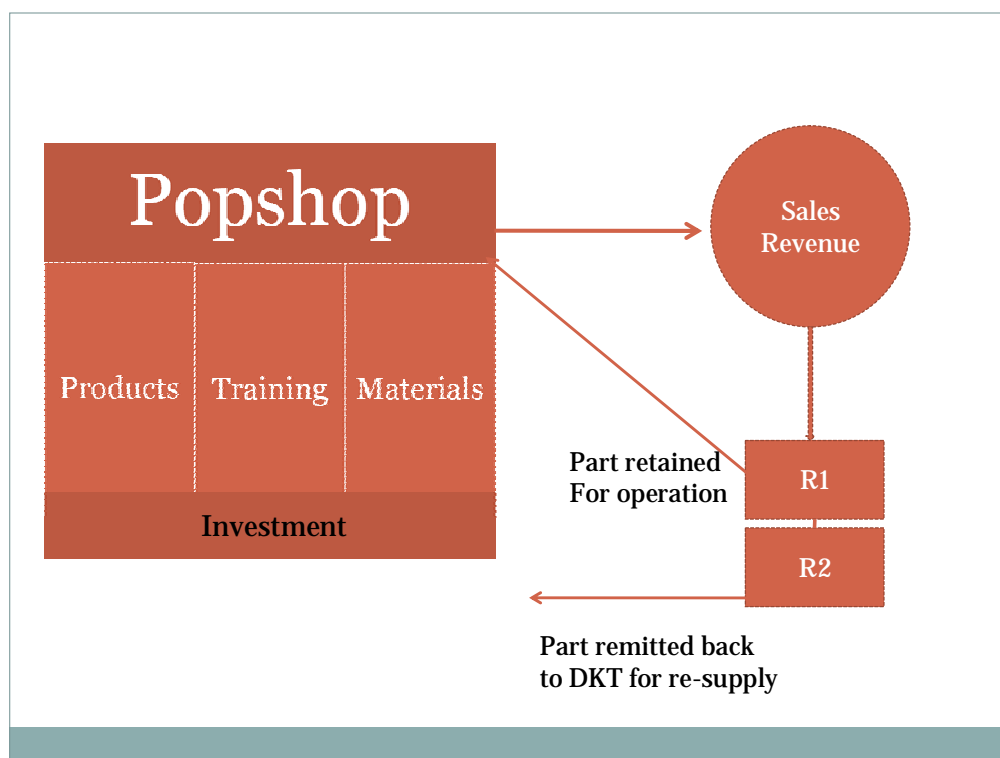 Popshop
Products
Training
Materials
Investment
Sales
Revenue
Part retained
For operation
R1
R2
Part remitted back
to DKT for re-supply